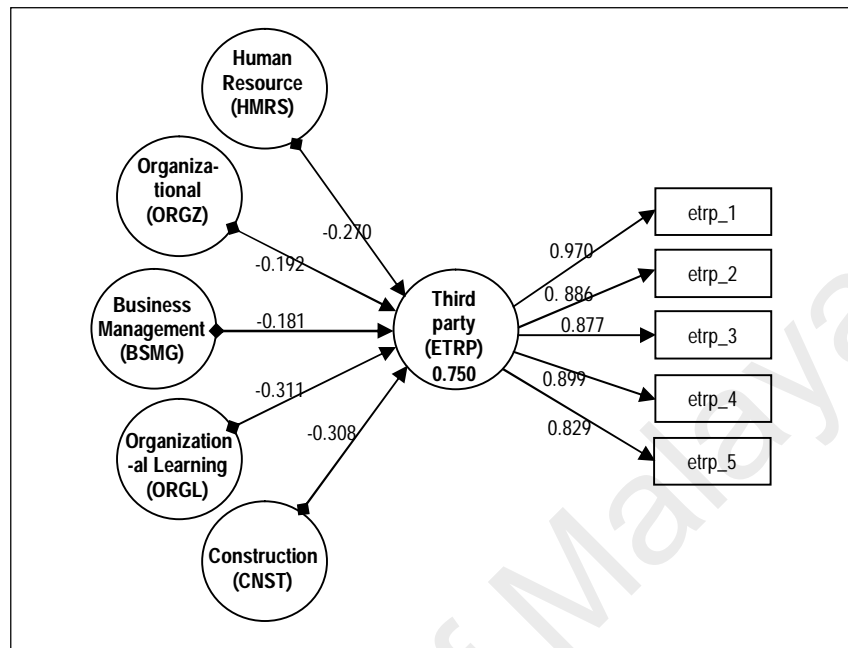 Human
Resource
(HMRS)
Organiza-
tional
(ORGZ)
Business
Management
(BSMG)
Organization
-al Learning
(ORGL)
Construction
(CNST)
-0.270
-0.192
-0.181
-0.311
-0.308
Third
party
(ETRP)
0.750
0.970
0. 886
0.877
0.899
0.829
etrp_1
etrp_2
etrp_3
etrp_4
etrp_5
of Malaya